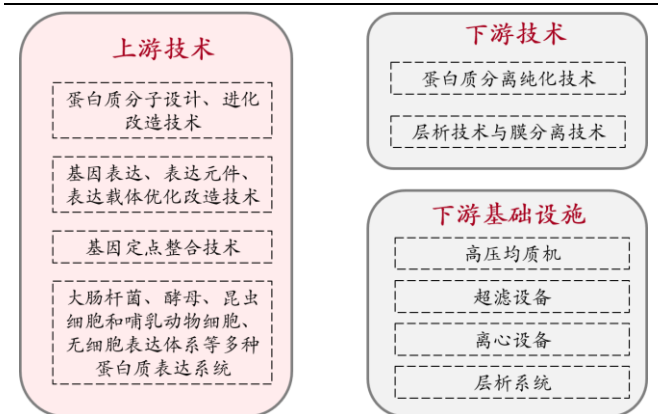 上游技术
蛋白质分子设计、进化
改造技术
基因表达、表达元件、
表达载体优化改造技术
基因定点整合技术
大肠杆菌、酵母、昆虫
细胞和哺乳动物细胞、
无细胞表达体系等多种
蛋白质表达系统
下游技术
蛋白质分离纯化技术
层析技术与膜分离技术
下游基础设施
高压均质机
超滤设备
离心设备
层析系统